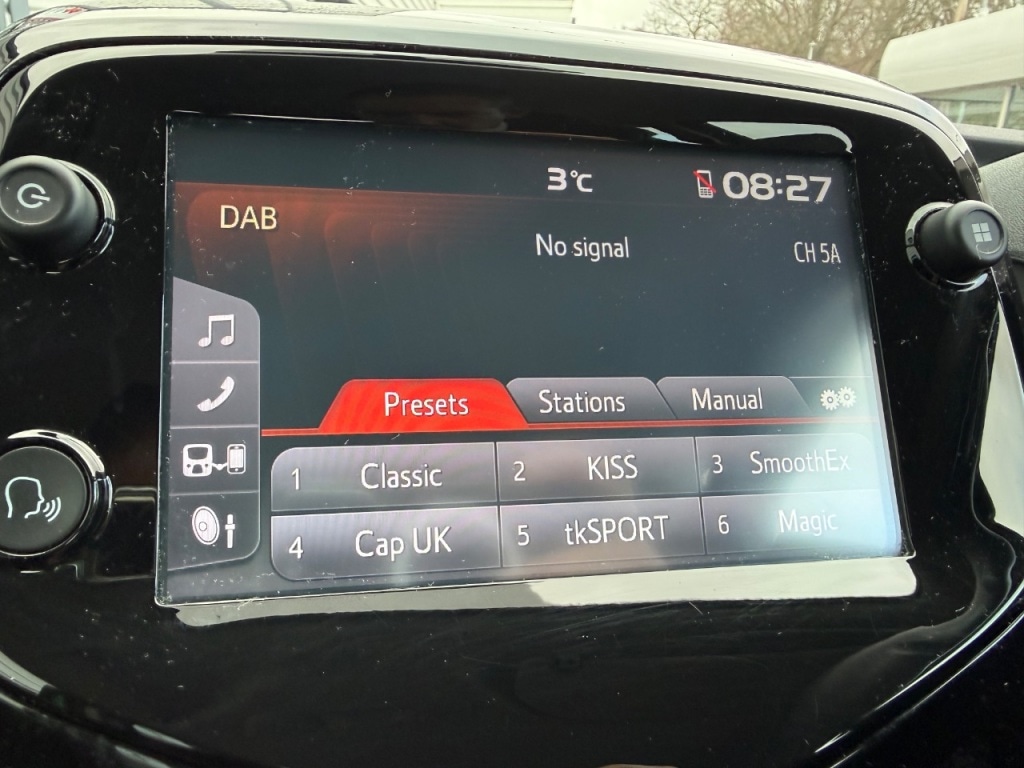 3°C 08:27
DAB
No signal CH 5A
Presets Stations Manual
1 Classic 2 KISS 3 SmoothEx
4 Cap UK 5 tkSPORT 6 Magic